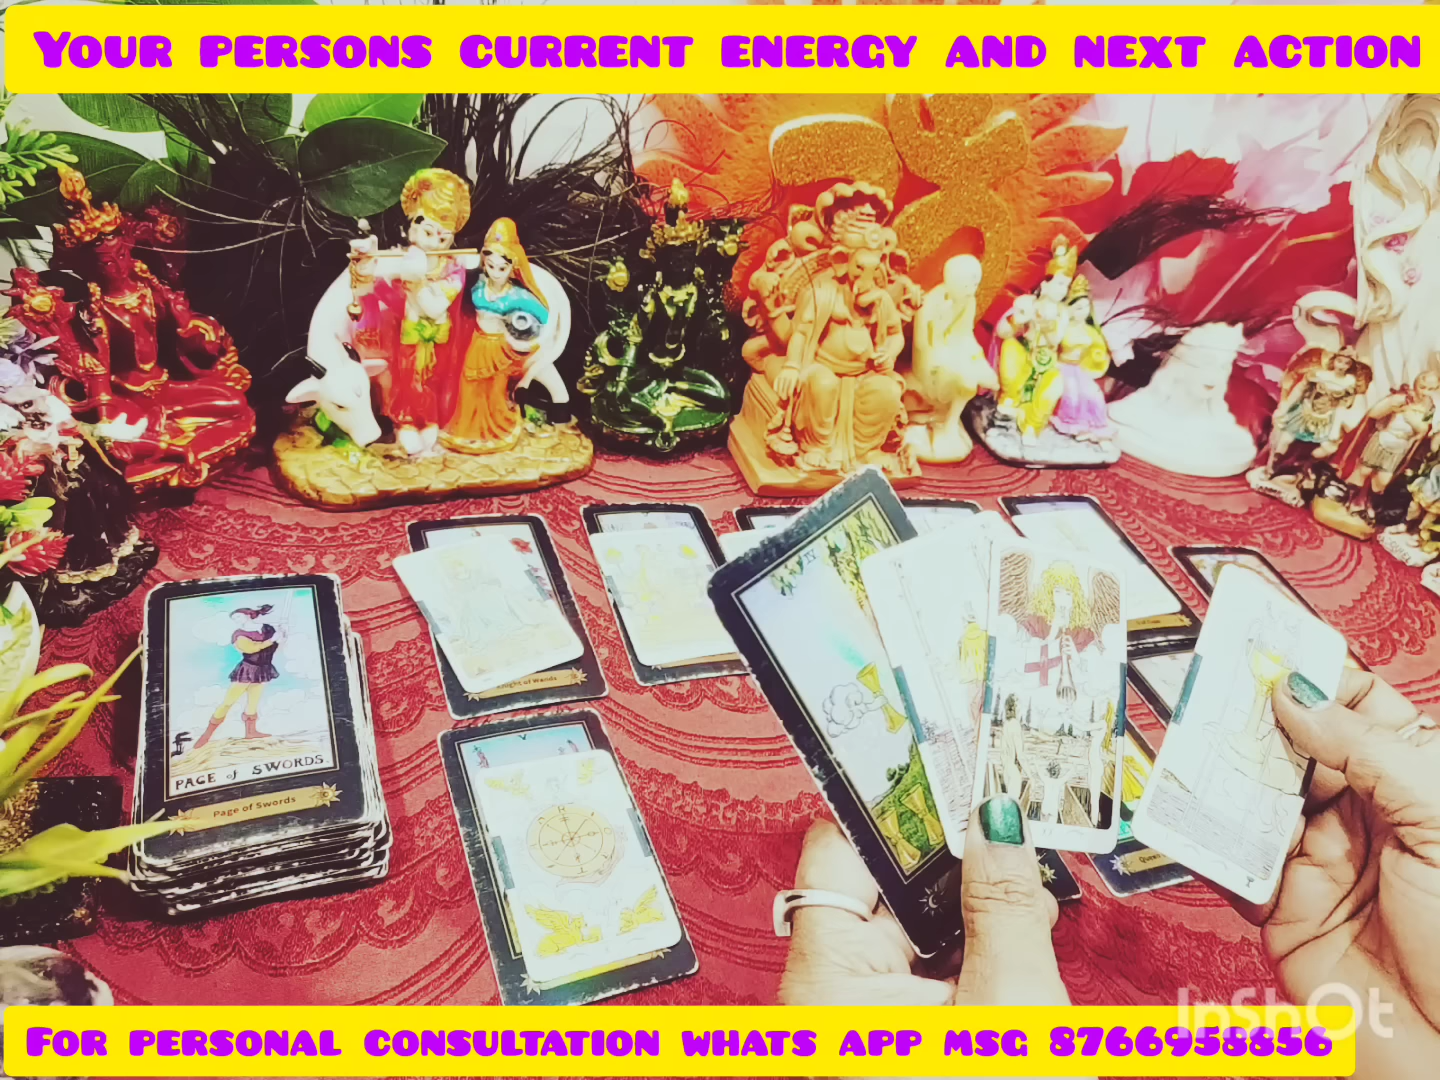 Your persons current energy and next action
IV
Knight of Wands
V
PAGE of SWORDS.
Page of Swords
InShOt
For personal consultation whats app msg 8766958856